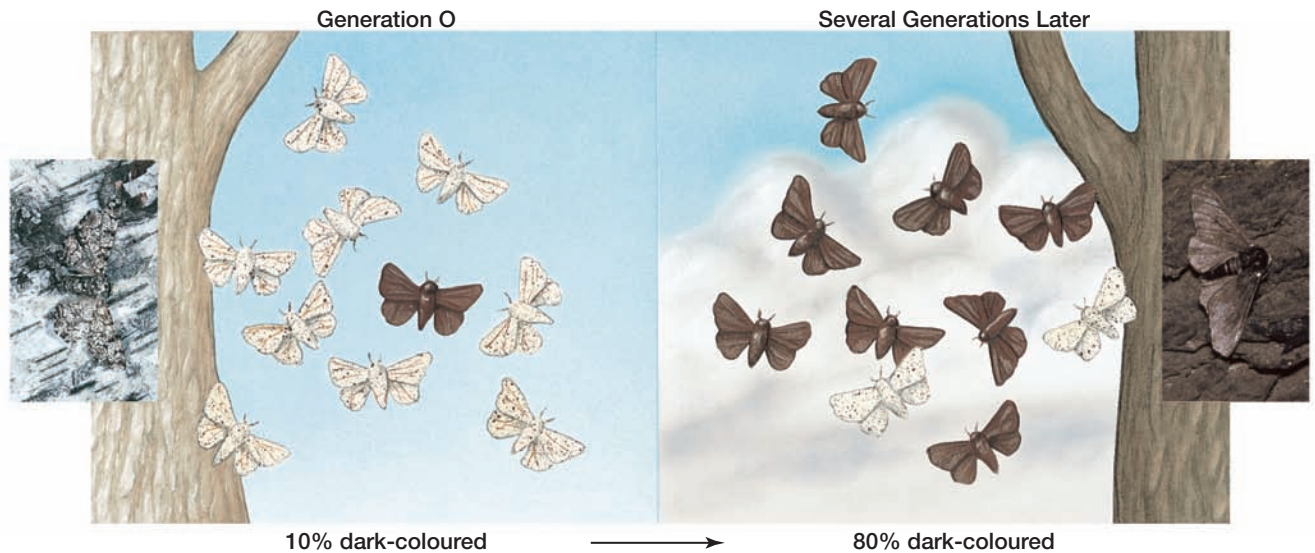 Generation O
Several Generations Later
10% dark-coloured
80% dark-coloured